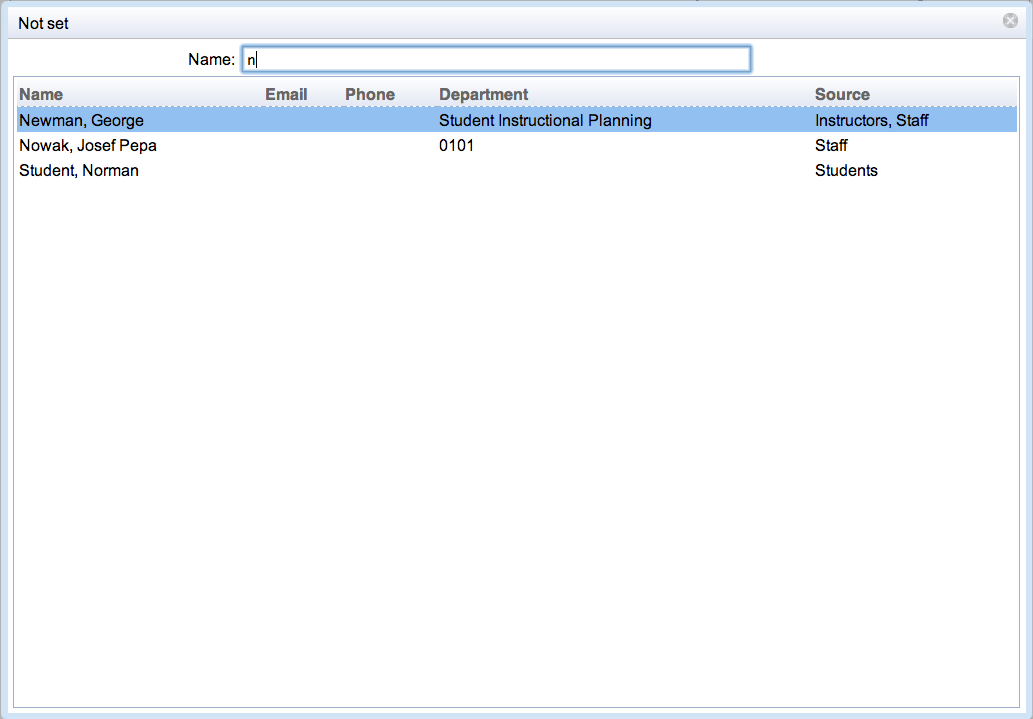 Not set
Name: n
Name Email Phone Department Source
Newman, George Student Instructional Planning Instructors, Staff
Nowak, Josef Pepa 0101 Staff
Student, Norman Students